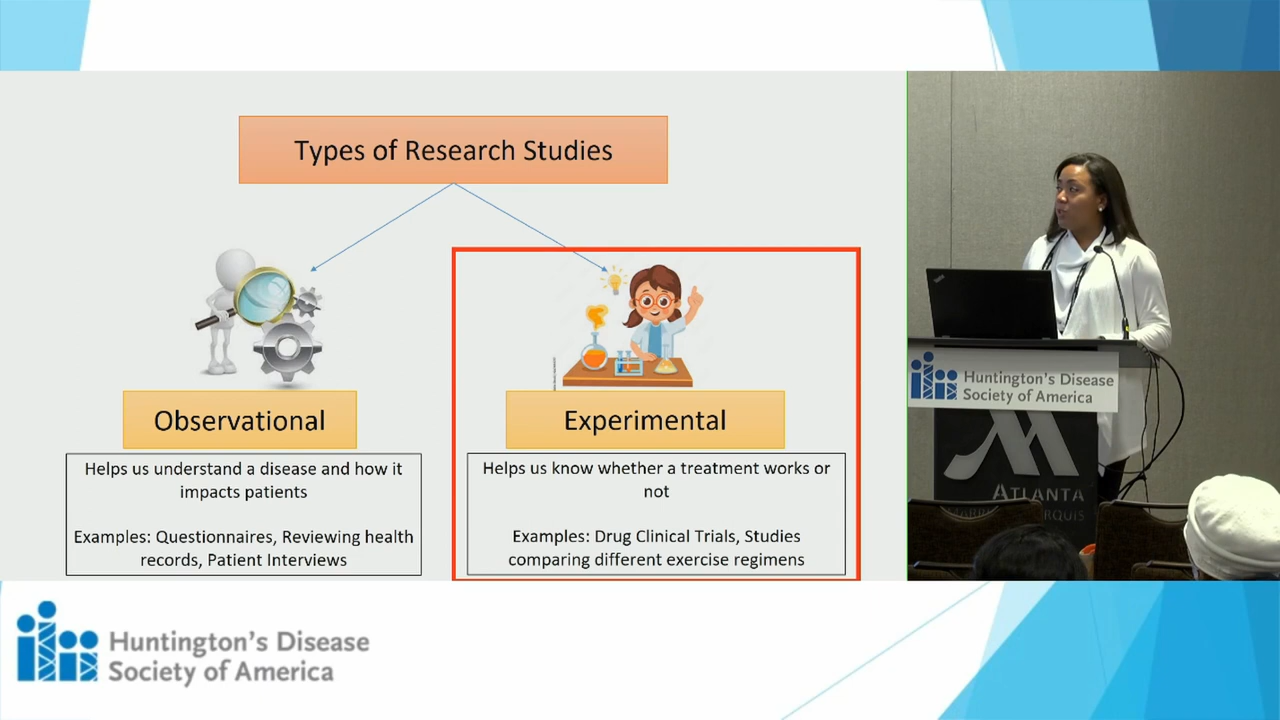 Types of Research Studies
Observational
Helps us understand a disease and how it
impacts patients
Examples: Questionnaires, Reviewing health
records, Patient Interviews
Experimental
Helps us know whether a treatment works or
not
Examples: Drug Clinical Trials, Studies
comparing different exercise regimens
Huntington's Disease
Society of America
ATLANTA
MARRIOTT MARQUIS
Huntington's Disease
Society of America